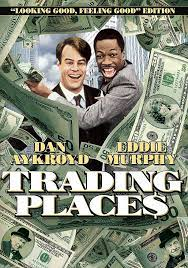 "LOOKING GOOD, FEELING GOOD" EDITION
DAN AYKROYD
EDDIE MURPHY
TRADING
PLACES